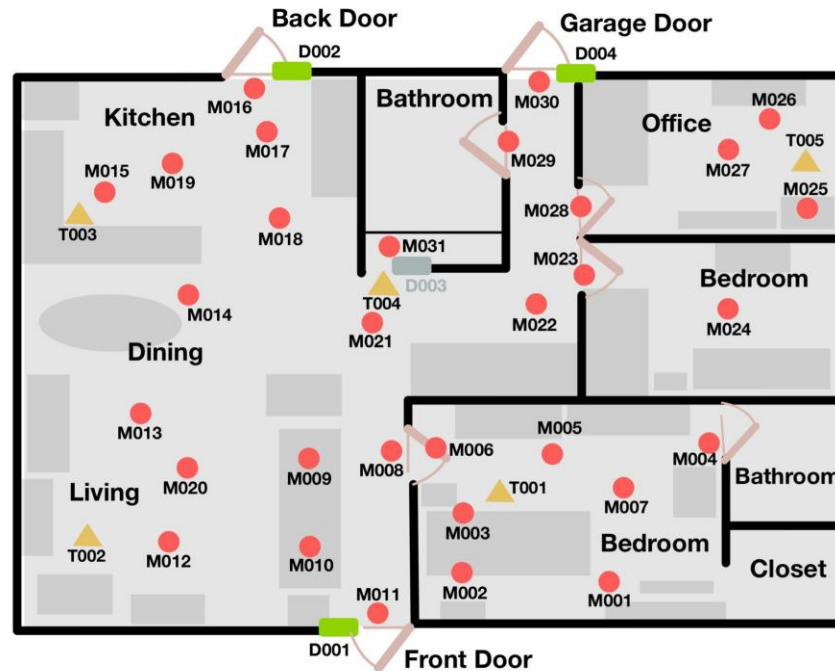 Back Door
Garage Door
D002
D004
M016
M030
Kitchen
Bathroom
Office
M026
M017
M029
M027
T005
M015
M019
M025
T003
M018
M028
M031
M023
D003
Bedroom
T004
M014
M022
M024
M021
Dining
M013
M005
M006
M008
M004
M020
M009
Bathroom
Living
T001
M007
M003
T002
M012
M010
Bedroom
Closet
M002
M001
M011
D001
Front Door